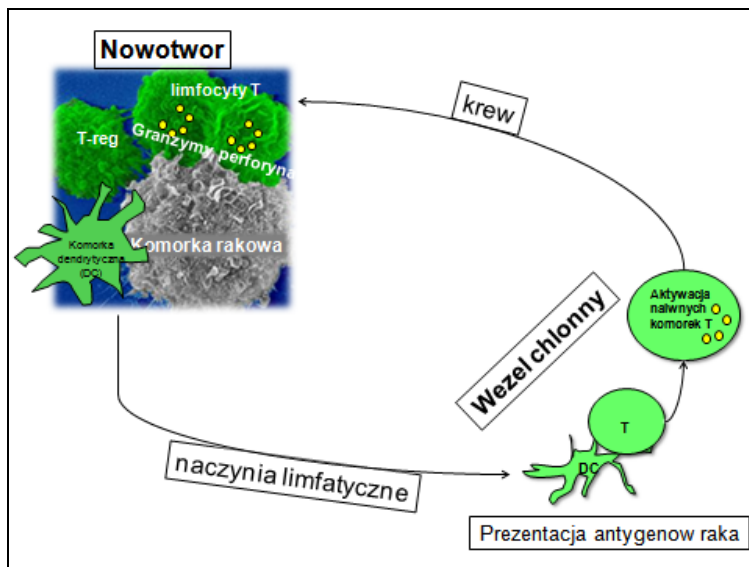 Nowotwor
limfocyty T
T-reg
Granzymy, perforyna
Komorka rakowa
Komorka
dendrytyczna
(DC)
krew
Aktywacja
naiwnych
komorek T
Wezel chlonny
T
DC
naczynia limfatyczne
Prezentacja antygenow raka